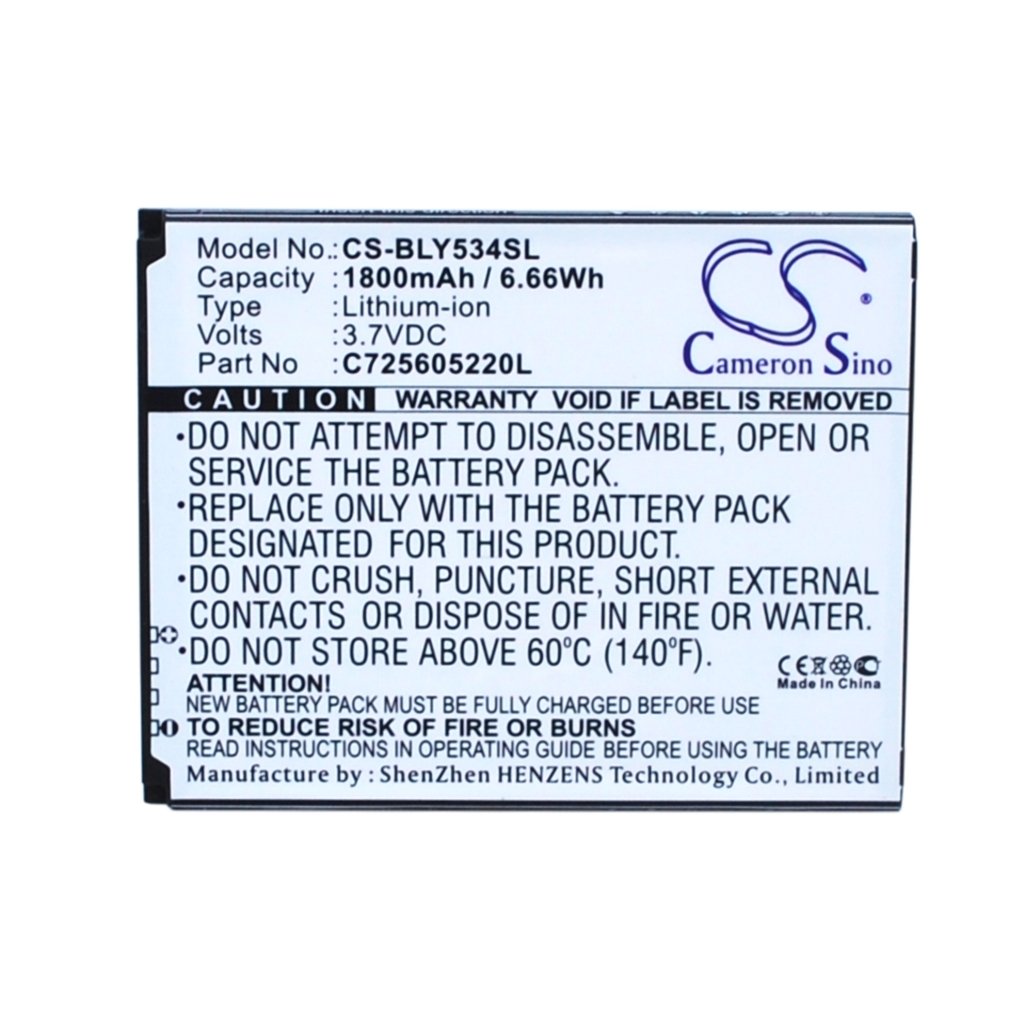 Model No.: CS-BLY534SL
Capacity : 1800mAh / 6.66Wh
Type : Lithium-ion
Volts : 3.7VDC
Part No : C725605220L
CS ®
Cameron Sino
CAUTION WARRANTY VOID IF LABEL IS REMOVED
•DO NOT ATTEMPT TO DISASSEMBLE, OPEN OR
SERVICE THE BATTERY PACK.
•REPLACE ONLY WITH THE BATTERY PACK
DESIGNATED FOR THIS PRODUCT.
•DO NOT CRUSH, PUNCTURE, SHORT EXTERNAL
CONTACTS OR DISPOSE OF IN FIRE OR WATER.
•DO NOT STORE ABOVE 60°C (140°F).
CE
Made In China
ATTENTION!
NEW BATTERY PACK MUST BE FULLY CHARGED BEFORE USE
TO REDUCE RISK OF FIRE OR BURNS
READ INSTRUCTIONS IN OPERATING GUIDE BEFORE USING THE BATTERY
Manufacture by : ShenZhen HENZENS Technology Co., Limited